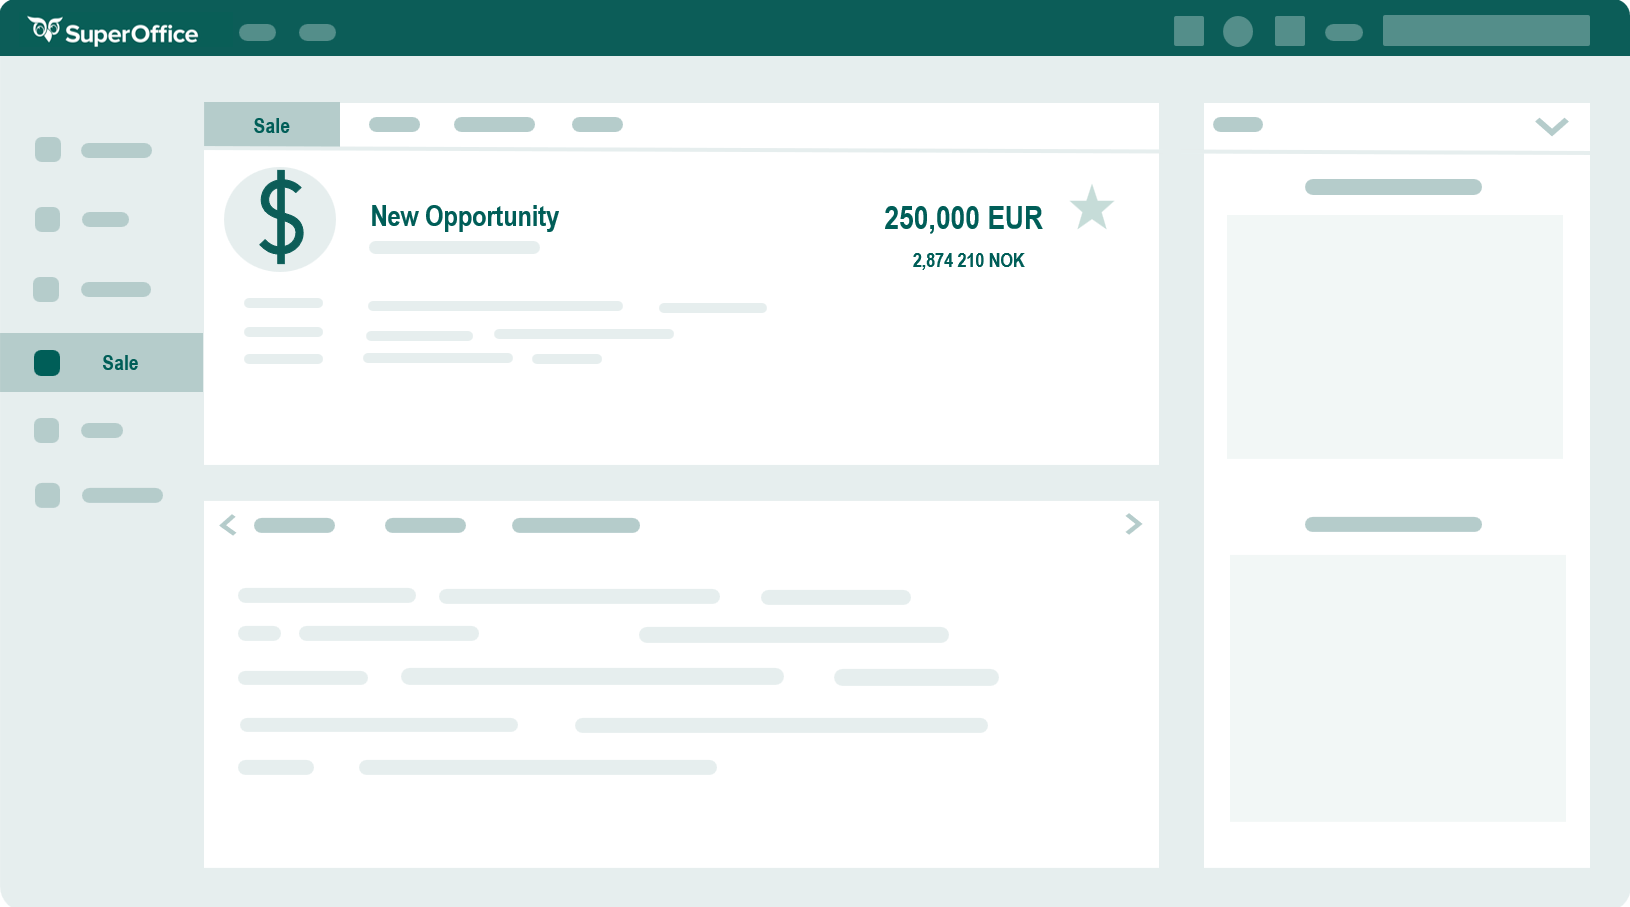 SuperOffice
Sale
$
New Opportunity
250,000 EUR
2,874 210 NOK
Sale